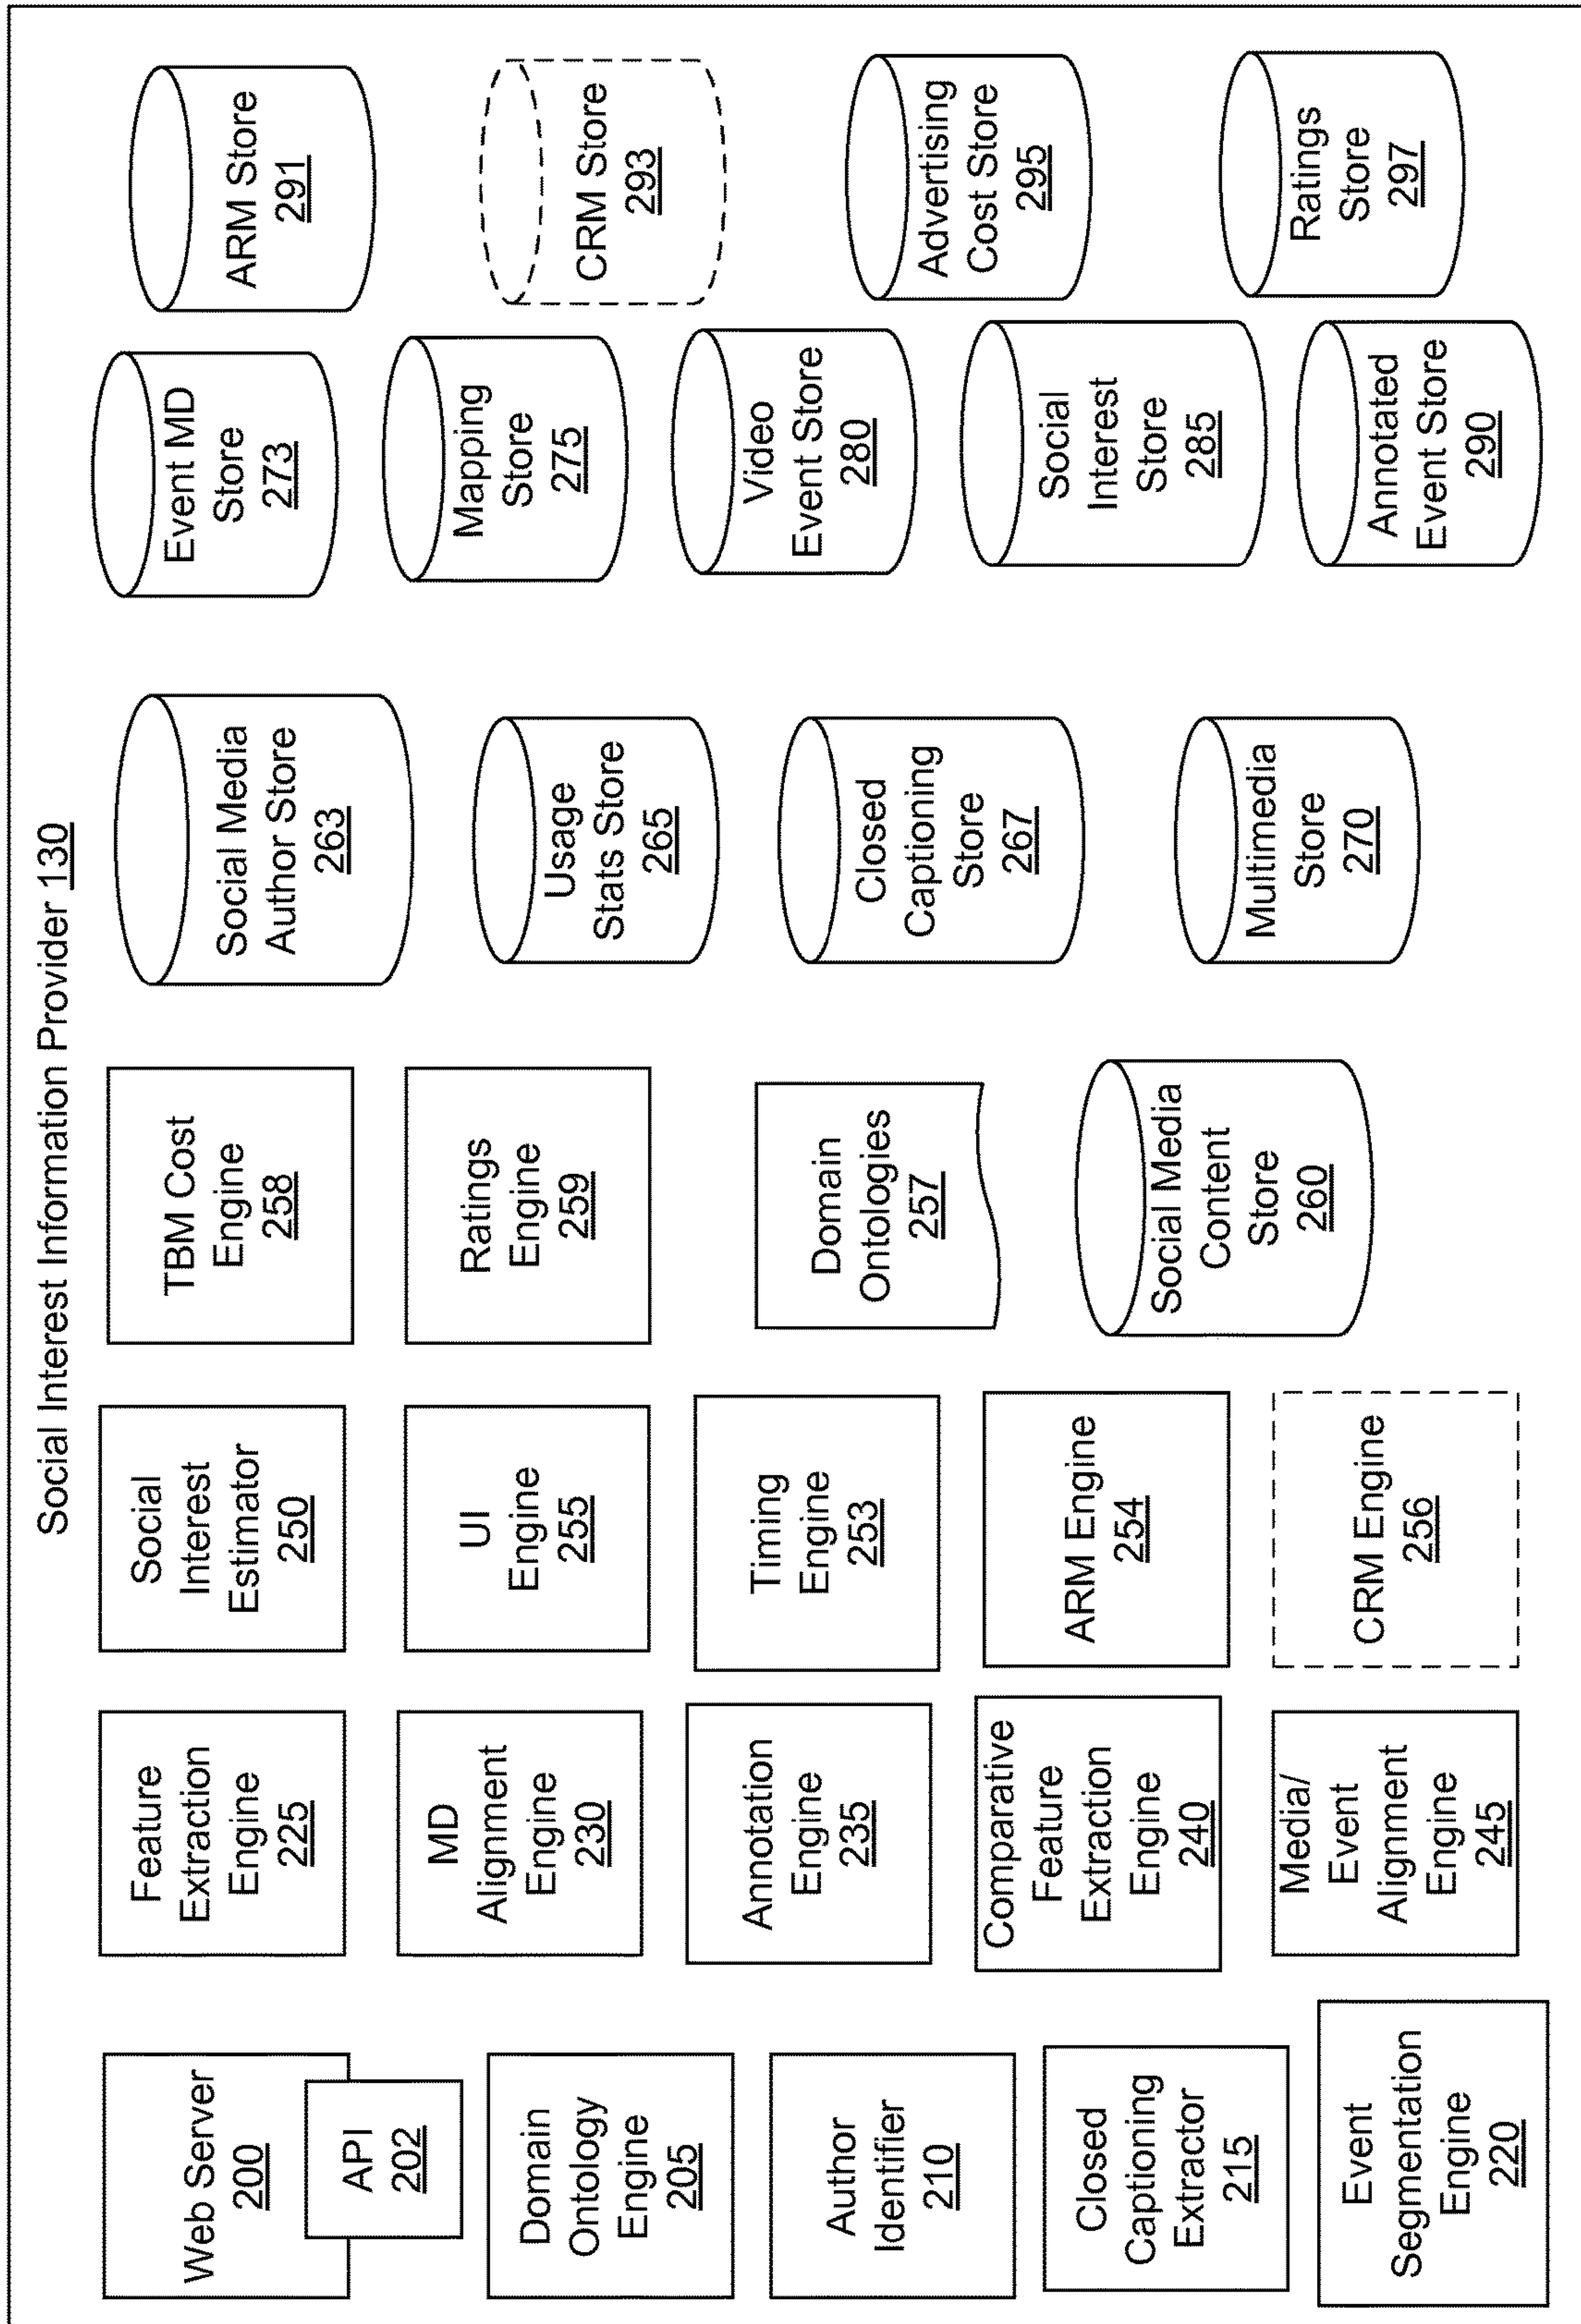 Social Interest Information Provider 130
Web Server
200
API
202
Domain
Ontology
Engine
205
Author
Identifier
210
Closed
Captioning
Extractor
215
Event
Segmentation
Engine
220
Feature
Extraction
Engine
225
MD
Alignment
Engine
230
Annotation
Engine
235
Comparative
Feature
Extraction
Engine
240
Media/
Event
Alignment
Engine
245
Social
Interest
Estimator
250
UI
Engine
255
Timing
Engine
253
ARM Engine
254
CRM Engine
256
TBM Cost
Engine
258
Ratings
Engine
259
Domain
Ontologies
257
Social Media
Content
Store
260
Social Media
Author Store
263
Usage
Stats Store
265
Closed
Captioning
Store
267
Multimedia
Store
270
Event MD
Store
273
Mapping
Store
275
Video
Event Store
280
Social
Interest
Store
285
Annotated
Event Store
290
ARM Store
291
CRM Store
293
Advertising
Cost Store
295
Ratings
Store
297